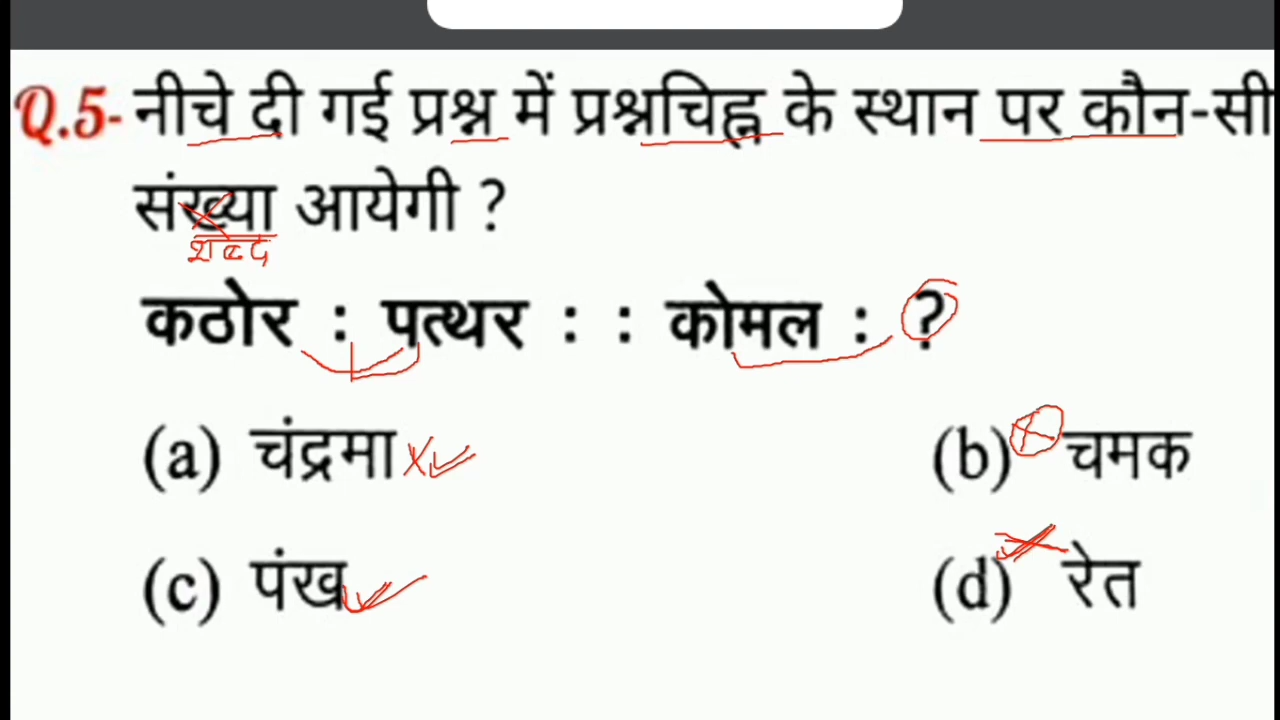 Q.5- नीचे दी गई प्रश्न में प्रश्नचिह्न के स्थान पर कौन-सी
संख्या आयेगी ?
शब्द
कठोर : पत्थर : : कोमल : ?
(a) चंद्रमा
(b) चमक
(c) पंख
(d) रेत